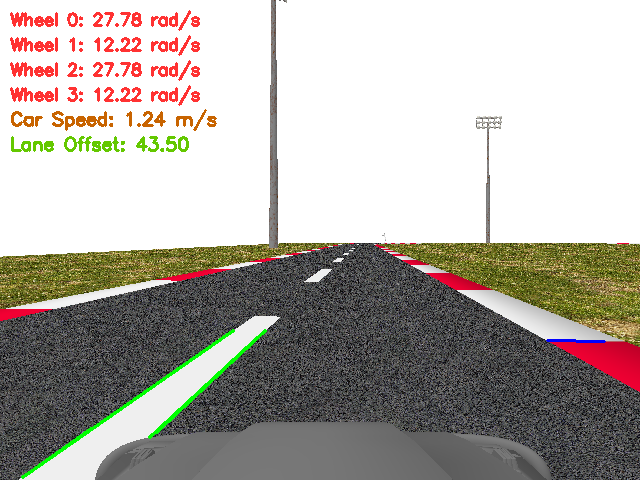 Wheel 0: 27.78 rad/s
Wheel 1: 12.22 rad/s
Wheel 2: 27.78 rad/s
Wheel 3: 12.22 rad/s
Car Speed: 1.24 m/s
Lane Offset: 43.50